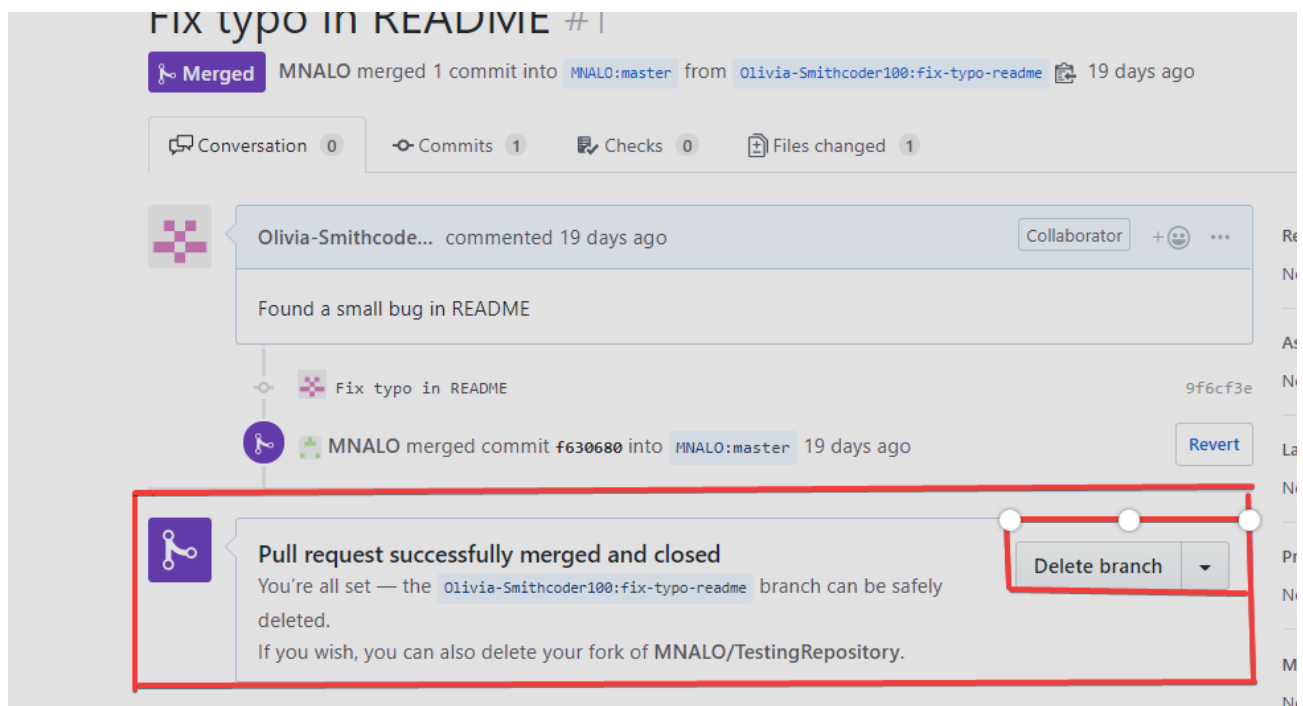 Fix typo in README #1
Merged MNALO merged 1 commit into MNALO:master from Olivia-Smithcoder100:fix-typo-readme 19 days ago
Conversation 0 Commits 1 Checks 0 Files changed 1
Olivia-Smithcode... commented 19 days ago Collaborator
Found a small bug in README
Fix typo in README 9f6cf3e
MNALO merged commit f630680 into MNALO:master 19 days ago Revert
Pull request successfully merged and closed
Delete branch
You're all set — the Olivia-Smithcoder100:fix-typo-readme branch can be safely
deleted.
If you wish, you can also delete your fork of MNALO/TestingRepository.